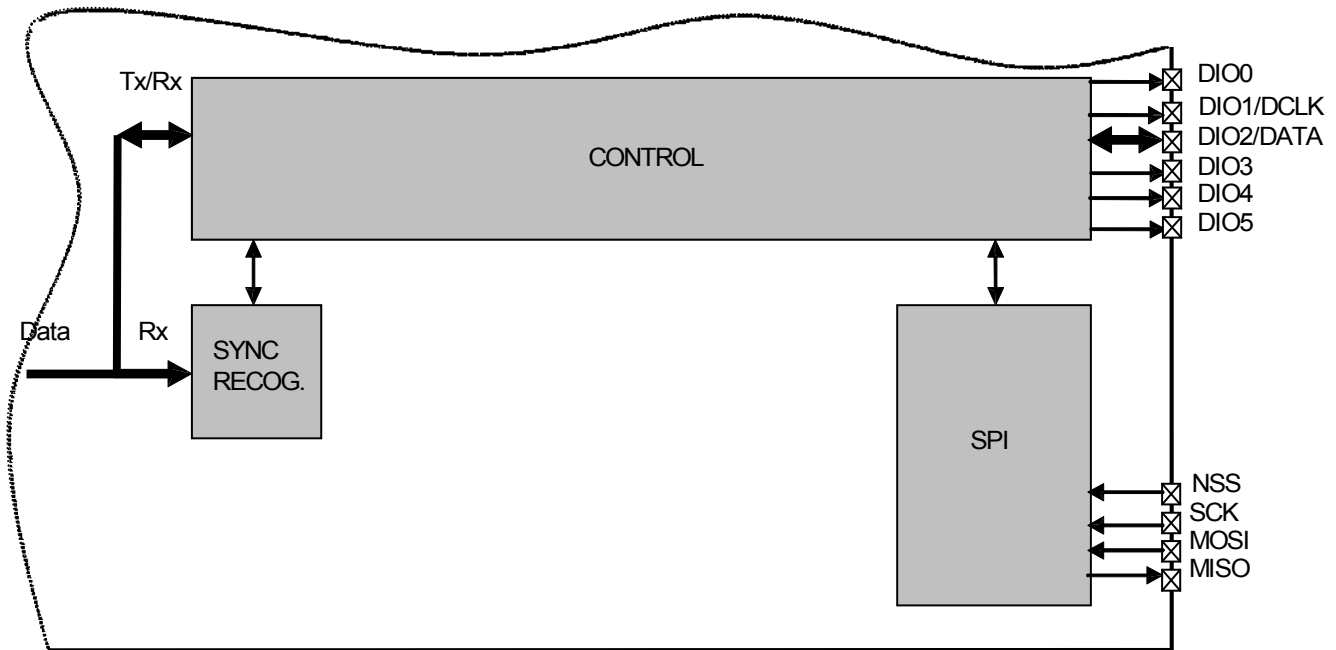 DIO0
Tx/Rx
DIO1/DCLK
DIO2/DATA
CONTROL
DIO3
DIO4
DIO5
Data
Rx
SYNC
RECOG.
SPI
NSS
SCK
MOSI
MISO